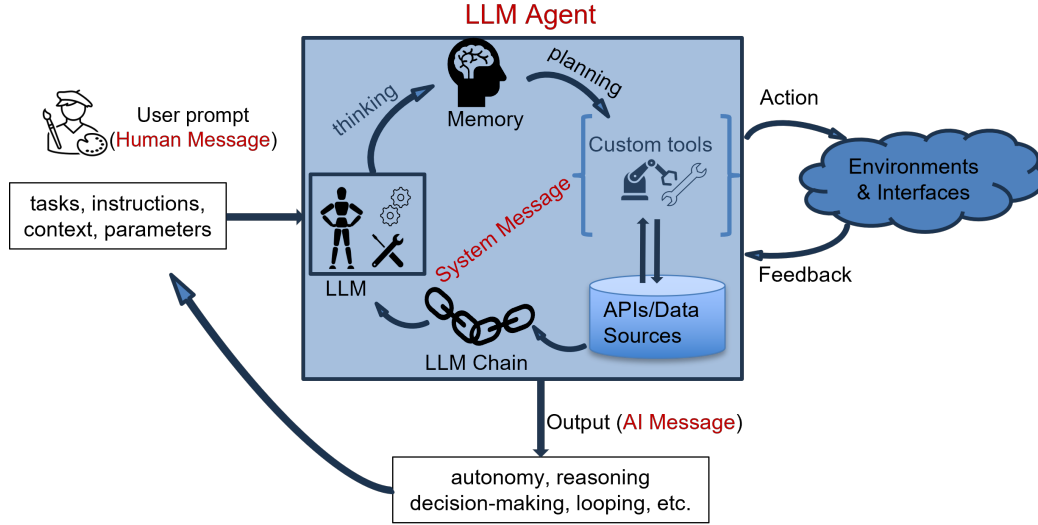 LLM Agent
User prompt
(Human Message)
tasks, instructions,
context, parameters
thinking
Memory
planning
Custom tools
System Message
LLM
LLM Chain
APIs/Data
Sources
Action
Environments
& Interfaces
Feedback
Output (AI Message)
autonomy, reasoning
decision-making, looping, etc.